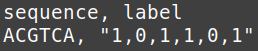 sequence, label
ACGTCA, "1,0,1,1,0,1"